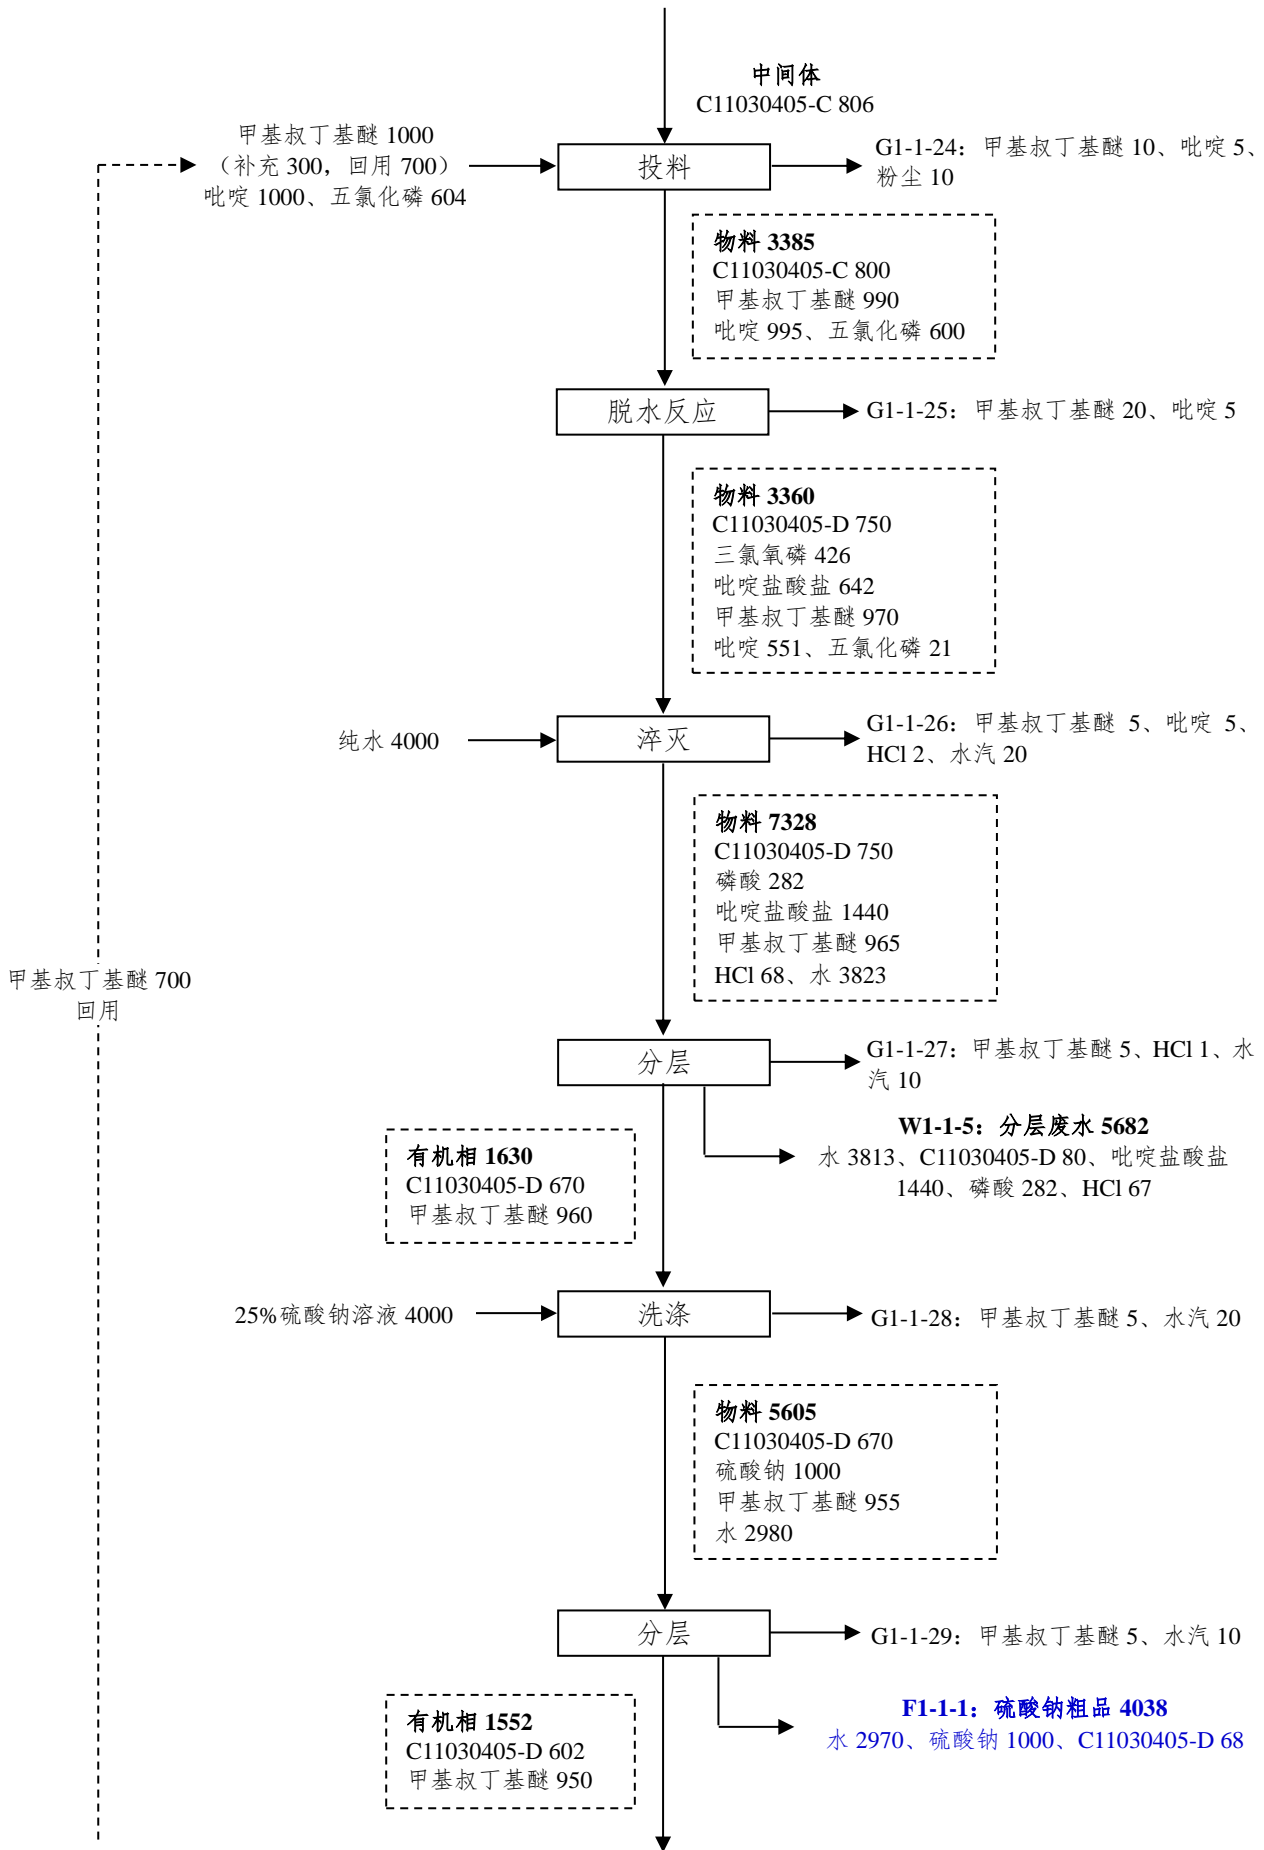 中间体
C11030405-C 806
甲基叔丁基醚 1000
（补充 300，回用 700）
吡啶 1000、五氯化磷 604
投料
G1-1-24：甲基叔丁基醚 10、吡啶 5、
粉尘 10
物料 3385
C11030405-C 800
甲基叔丁基醚 990
吡啶 995、五氯化磷 600
脱水反应
G1-1-25：甲基叔丁基醚 20、吡啶 5
物料 3360
C11030405-D 750
三氯氧磷 426
吡啶盐酸盐 642
甲基叔丁基醚 970
吡啶 551、五氯化磷 21
纯水 4000
淬灭
G1-1-26：甲基叔丁基醚 5、吡啶 5、
HCl 2、水汽 20
物料 7328
C11030405-D 750
磷酸 282
吡啶盐酸盐 1440
甲基叔丁基醚 965
HCl 68、水 3823
甲基叔丁基醚 700
回用
分层
G1-1-27：甲基叔丁基醚 5、HCl 1、水
汽 10
W1-1-5：分层废水 5682
水 3813、C11030405-D 80、吡啶盐酸盐
1440、磷酸 282、HCl 67
有机相 1630
C11030405-D 670
甲基叔丁基醚 960
25%硫酸钠溶液 4000
洗涤
G1-1-28：甲基叔丁基醚 5、水汽 20
物料 5605
C11030405-D 670
硫酸钠 1000
甲基叔丁基醚 955
水 2980
分层
G1-1-29：甲基叔丁基醚 5、水汽 10
F1-1-1：硫酸钠粗品 4038
水 2970、硫酸钠 1000、C11030405-D 68
有机相 1552
C11030405-D 602
甲基叔丁基醚 950